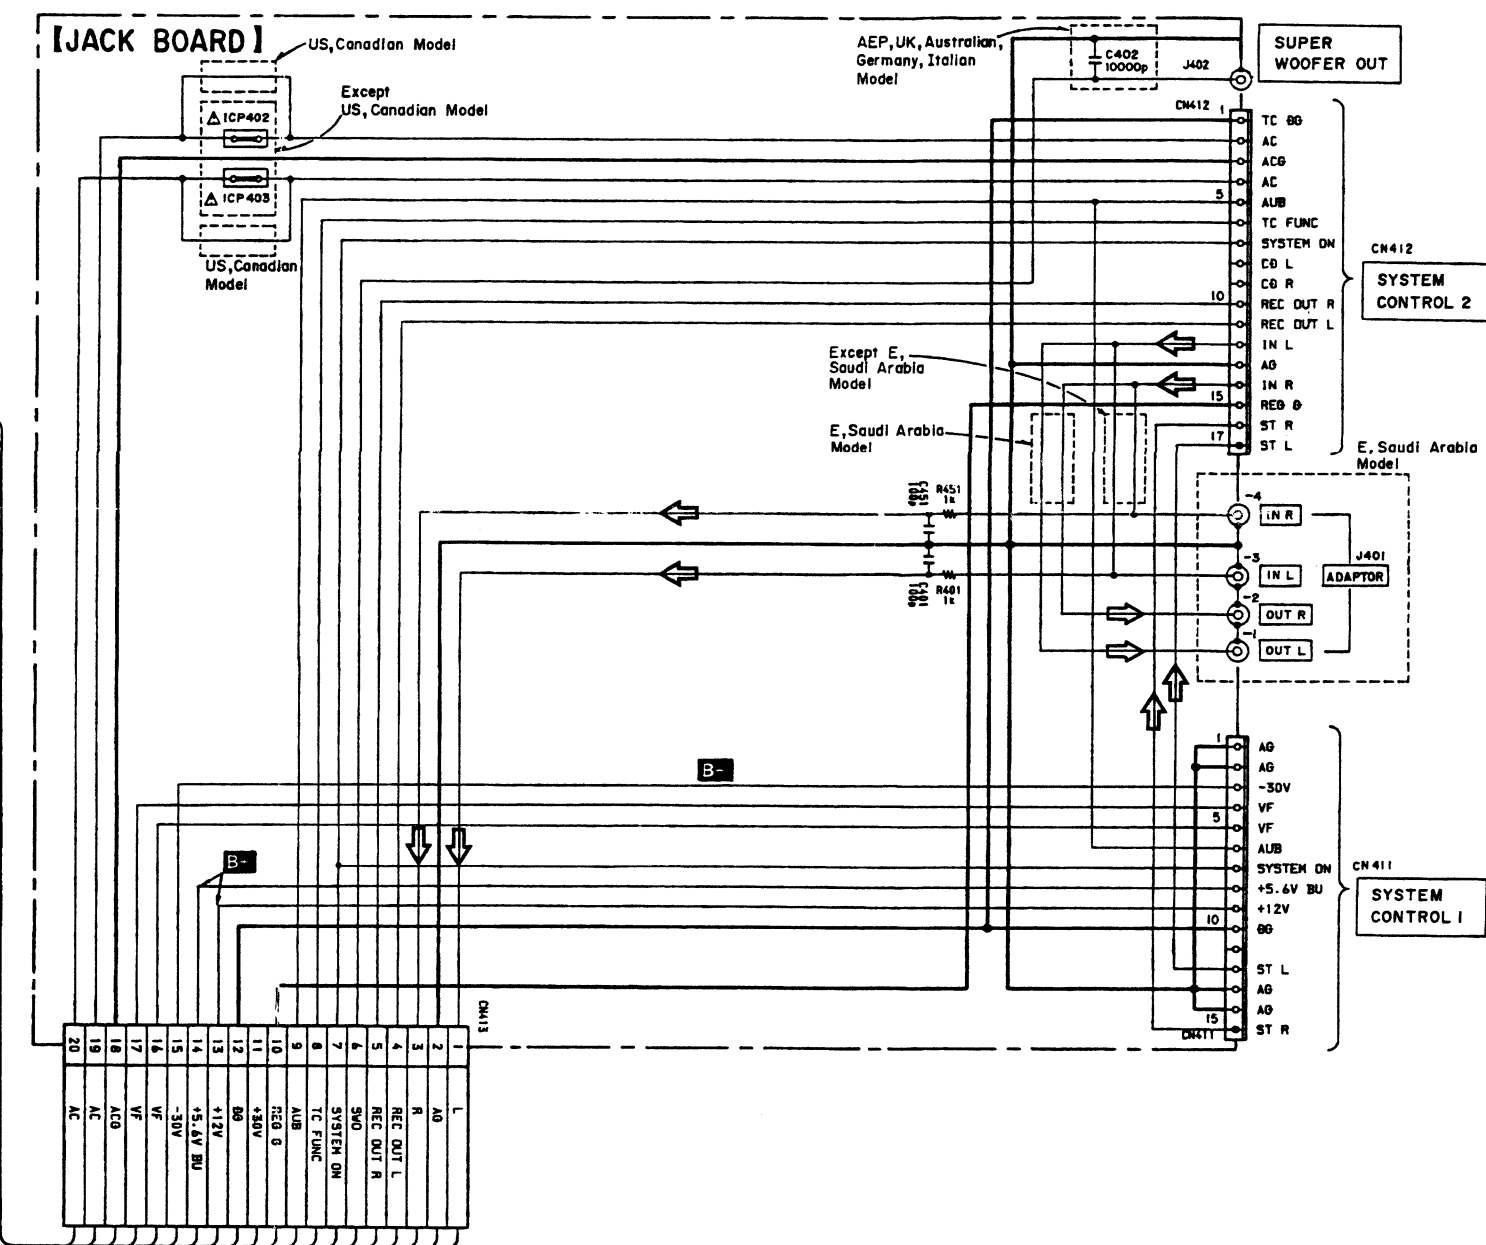 【JACK BOARD】
US,Canadian Model
Except
US,Canadian Model
⚠ ICP402
⚠ ICP403
US,Canadian
Model
AEP,UK,Australian,
Germany, Italian
Model
C402
10000p
J402
SUPER
WOOFER OUT
CN412
1
TC DG
AC
ACG
AC
5
AUB
TC FUNC
SYSTEM ON
CD L
CD R
10
REC OUT R
REC OUT L
IN L
AG
IN R
15
REG G
ST R
17
ST L
CN412
SYSTEM
CONTROL 2
Except E,
Saudi Arabia
Model
E,Saudi Arabia
Model
E,Saudi Arabia
Model
C451
100p
R451
1k
C401
100p
R401
1k
-4
IN R
-3
IN L
-2
OUT R
-1
OUT L
J401
ADAPTOR
B-
B-
1
AG
AG
-30V
VF
5
VF
AUB
SYSTEM ON
+5.6V BU
+12V
10
DG
ST L
AG
AG
15
ST R
CN411
CN411
SYSTEM
CONTROL 1
CN413
20 19 18 17 16 15 14 13 12 11 10 9 8 7 6 5 4 3 2 1
AC
AC
ACG
VF
VF
-30V
+5.6V BU
+12V
DG
+30V
REG G
AUB
TC FUNC
SYSTEM ON
SWO
REC OUT R
REC OUT L
R
AG
L